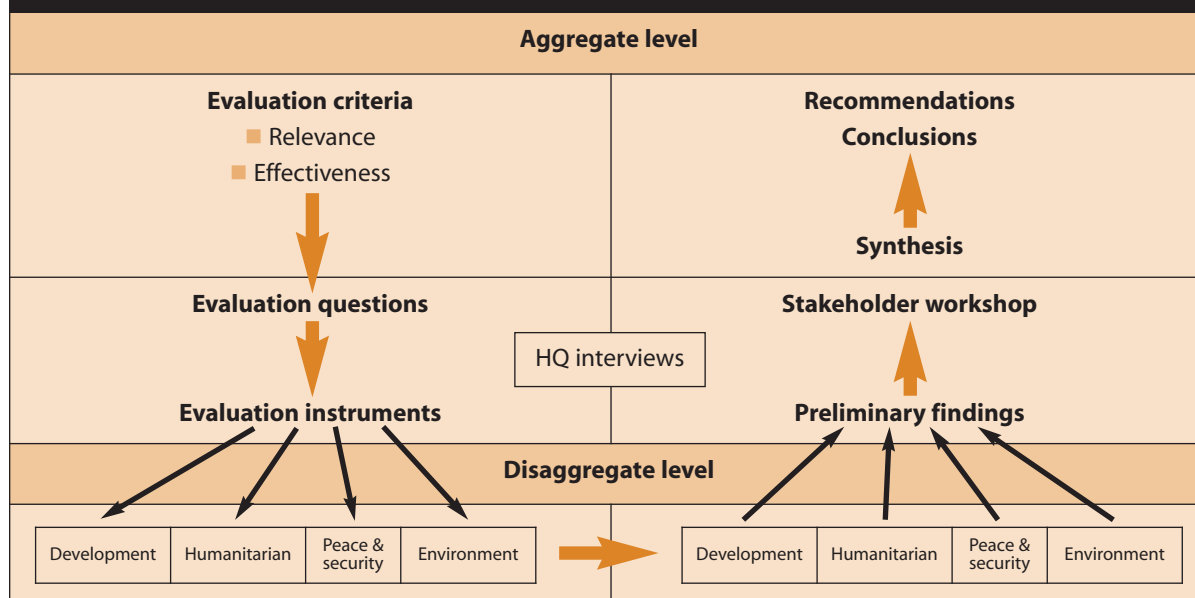 Aggregate level
Evaluation criteria
Relevance
Effectiveness
Evaluation questions
Evaluation instruments
Recommendations
Conclusions
Synthesis
Stakeholder workshop
Preliminary findings
HQ interviews
Disaggregate level
Development
Humanitarian
Peace &
security
Environment
Development
Humanitarian
Peace &
security
Environment